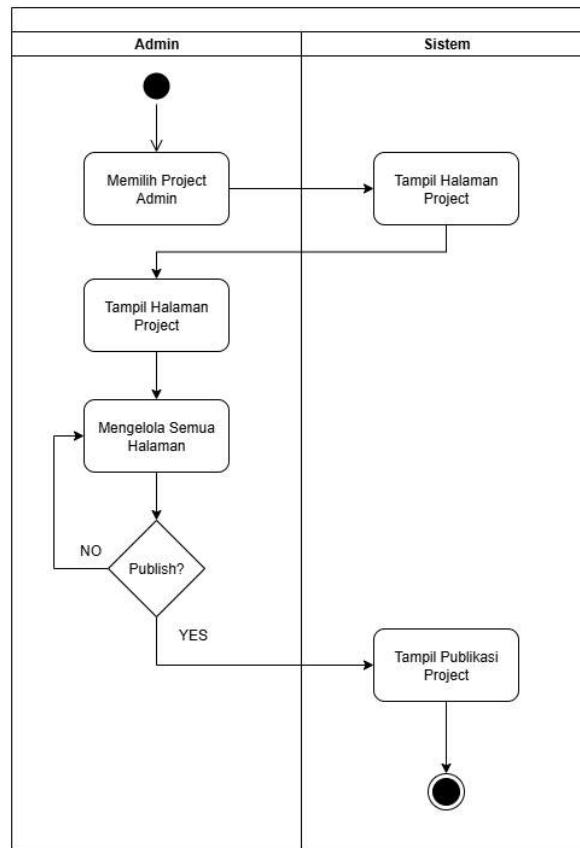 Admin
Sistem
Memilih Project
Admin
Tampil Halaman
Project
Tampil Halaman
Project
Mengelola Semua
Halaman
NO
Publish?
YES
Tampil Publikasi
Project